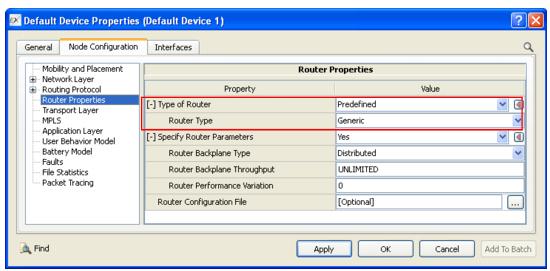 Default Device Properties (Default Device 1)
General Node Configuration Interfaces
Mobility and Placement
Network Layer
Routing Protocol
Router Properties
Transport Layer
MPLS
Application Layer
User Behavior Model
Battery Model
Faults
File Statistics
Packet Tracing
Router Properties
Property Value
[-] Type of Router Predefined
Router Type Generic
[-] Specify Router Parameters Yes
Router Backplane Type Distributed
Router Backplane Throughput UNLIMITED
Router Performance Variation 0
Router Configuration File [Optional] ...
Find Apply OK Cancel Add To Batch